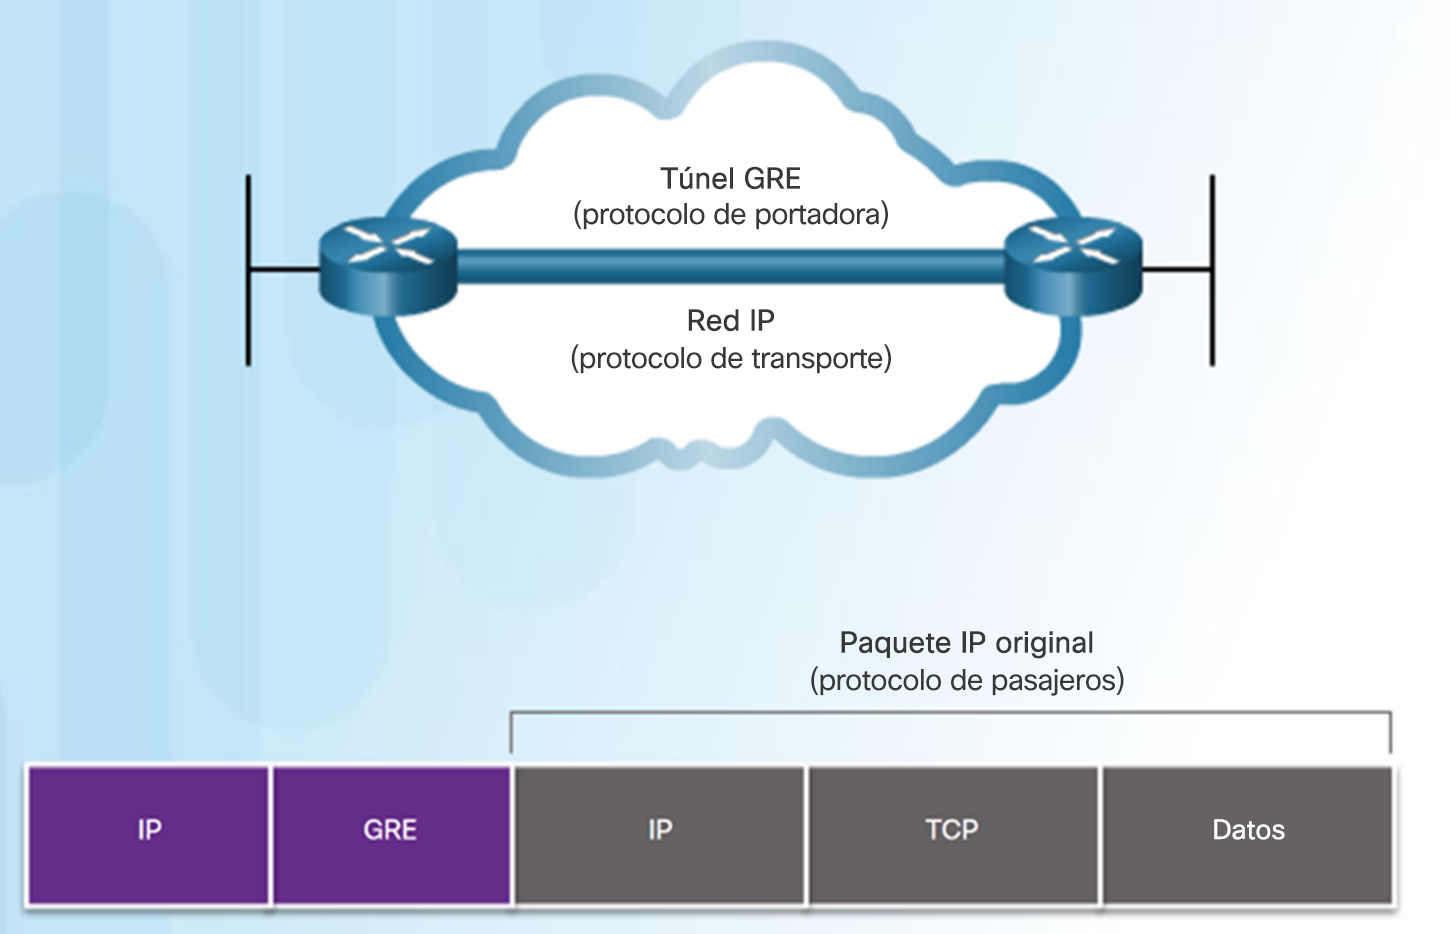 Túnel GRE
(protocolo de portadora)
Red IP
(protocolo de transporte)
Paquete IP original
(protocolo de pasajeros)
IP
GRE
IP
TCP
Datos